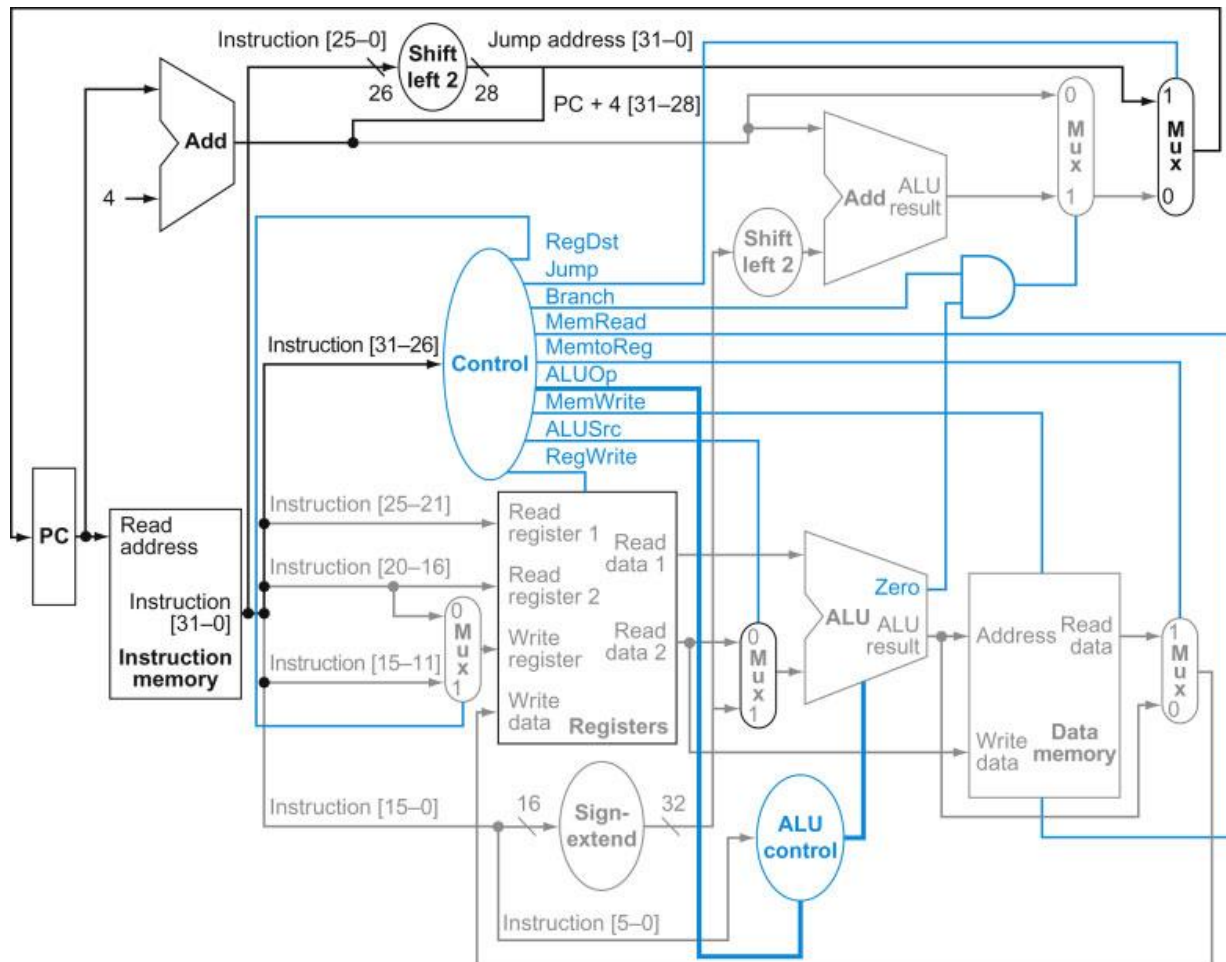 Instruction [25–0]
Shift
left 2
Jump address [31–0]
26
28
PC + 4 [31–28]
Add
4
0
M
u
x
1
1
M
u
x
0
Add
ALU
result
Shift
left 2
RegDst
Jump
Branch
MemRead
MemtoReg
ALUOp
MemWrite
ALUSrc
RegWrite
Instruction [31–26]
Control
PC
Read
address
Instruction
[31–0]
Instruction
memory
Instruction [25–21]
Instruction [20–16]
Instruction [15–11]
0
M
u
x
1
Read
register 1
Read
register 2
Write
register
Write
data
Read
data 1
Read
data 2
Registers
0
M
u
x
1
Zero
ALU
ALU
result
Address
Read
data
Write
data
Data
memory
1
M
u
x
0
Instruction [15–0]
16
Sign-
extend
32
ALU
control
Instruction [5–0]